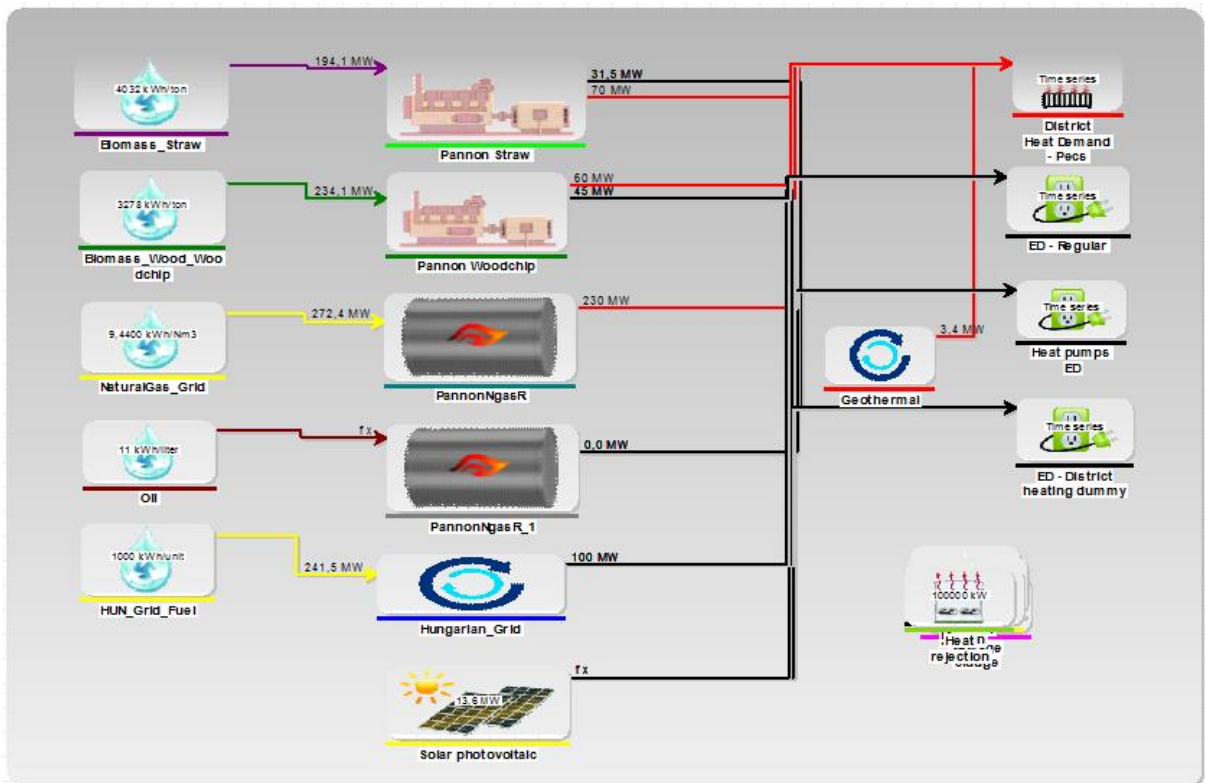 4032 kWh/ton
Biomass_Straw
194,1 MW
Pannon Straw
31,5 MW
70 MW
Time series
District
Heat Demand
- Pecs
3278 kWh/ton
Biomass_Wood_Woo
dchip
234,1 MW
Pannon Woodchip
60 MW
45 MW
Time series
ED - Regular
9,4400 kWh/Nm3
NaturalGas_Grid
272,4 MW
PannonNgasR
230 MW
Geothermal
3,4 MW
Time series
Heat pumps
ED
11 kWh/liter
Oil
fx
PannonNgasR_1
0,0 MW
Time series
ED - District
heating dummy
1000 kWh/unit
HUN_Grid_Fuel
241,5 MW
Hungarian_Grid
100 MW
100000 kW
Heat
rejection
13,6 MW
Solar photovoltaic
fx